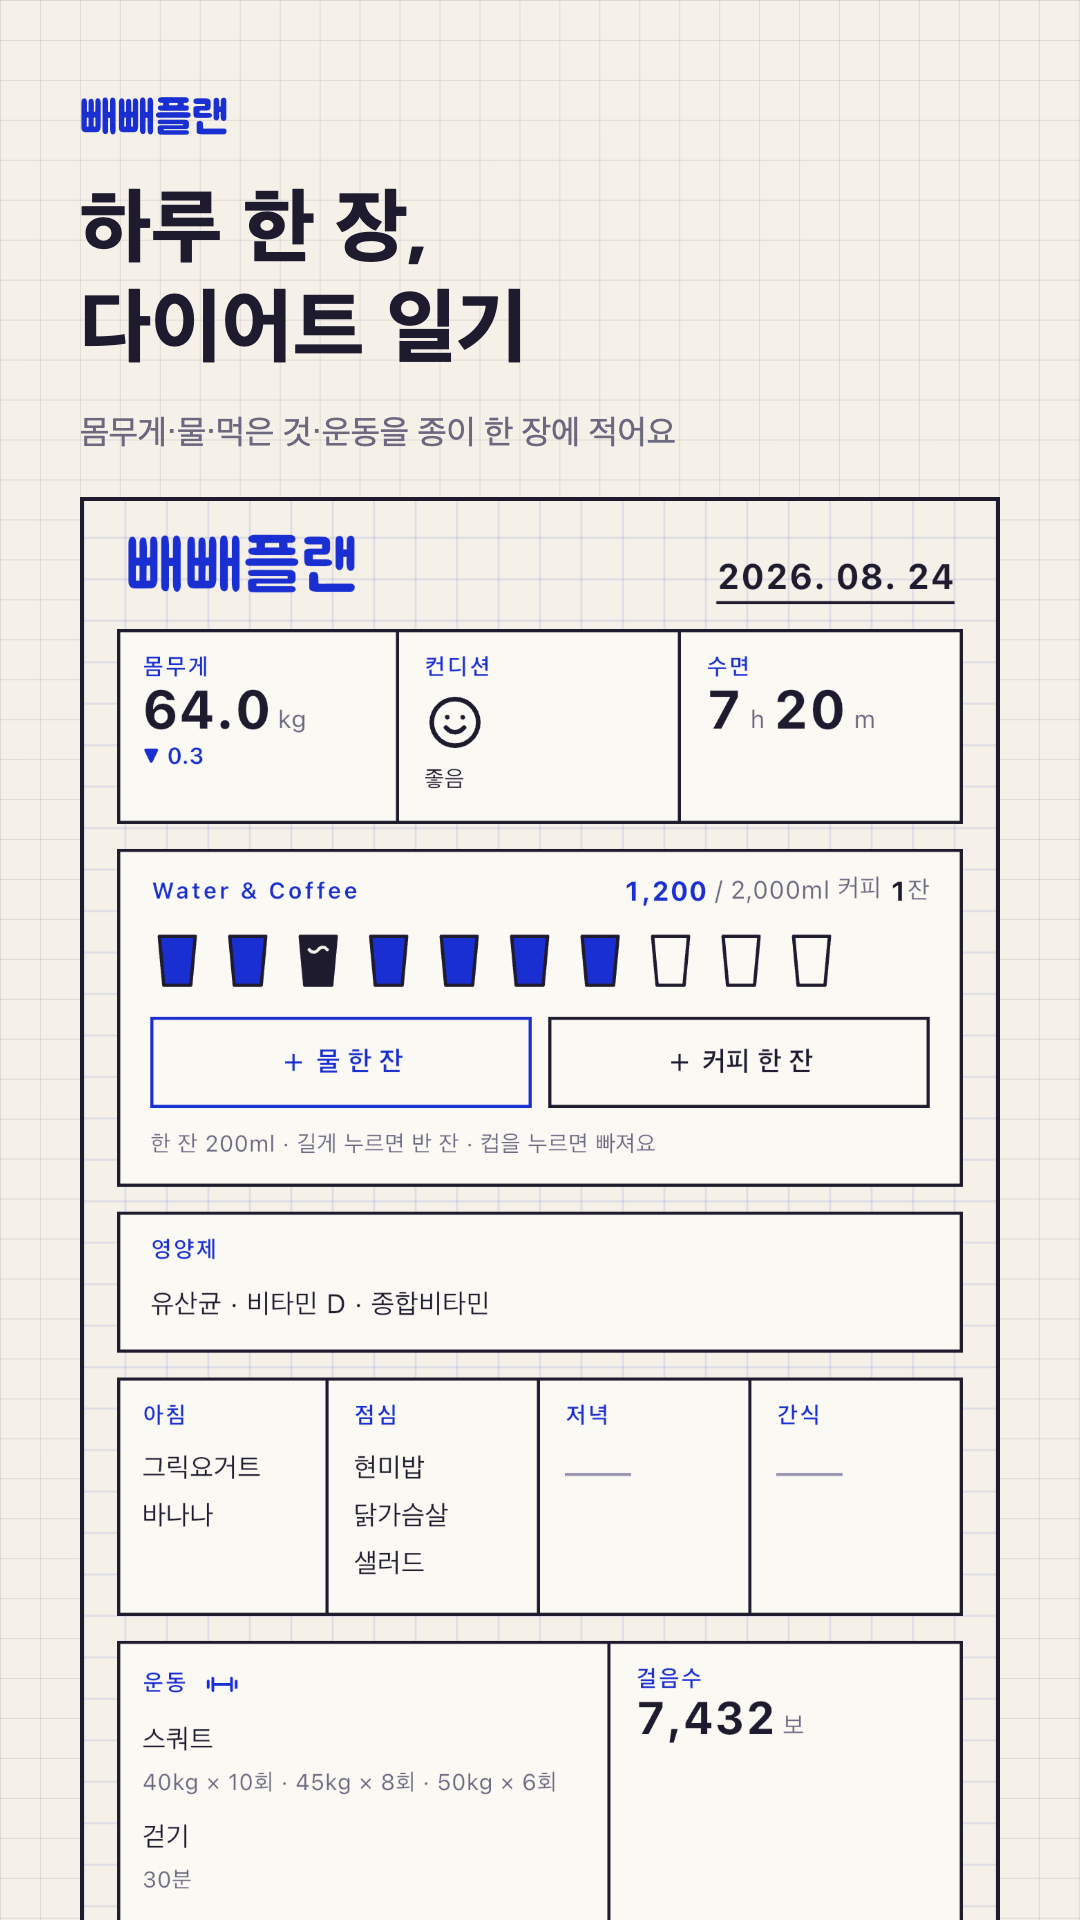 빼빼플랜
하루 한 장,
다이어트 일기
몸무게·물·먹은 것·운동을 종이 한 장에 적어요
빼빼플랜
2026. 08. 24
몸무게
64.0 kg
▼ 0.3
컨디션
좋음
수면
7 h 20 m
Water & Coffee
1,200 / 2,000ml 커피 1잔
+ 물 한 잔
+ 커피 한 잔
한 잔 200ml · 길게 누르면 반 잔 · 컵을 누르면 빠져요
영양제
유산균 · 비타민 D · 종합비타민
아침
그릭요거트
바나나
점심
현미밥
닭가슴살
샐러드
저녁
간식
운동
스쿼트
40kg × 10회 · 45kg × 8회 · 50kg × 6회
걷기
30분
걸음수
7,432 보